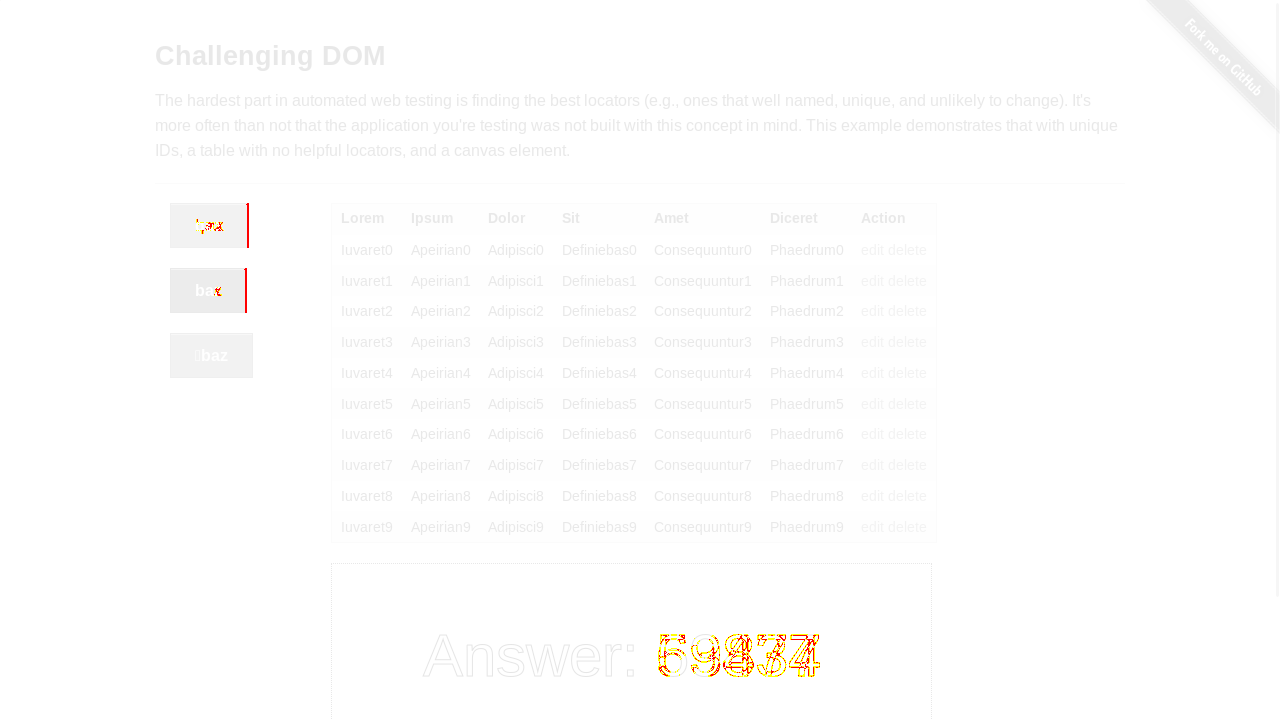 Fork me on GitHub
Challenging DOM
The hardest part in automated web testing is finding the best locators (e.g., ones that well named, unique, and unlikely to change). It's
more often than not that the application you're testing was not built with this concept in mind. This example demonstrates that with unique
IDs, a table with no helpful locators, and a canvas element.
baz
baz
Lorem Ipsum Dolor Sit Amet Diceret Action
Iuvaret0 Apeirian0 Adipisci0 Definiebas0 Consequuntur0 Phaedrum0 edit delete
Iuvaret1 Apeirian1 Adipisci1 Definiebas1 Consequuntur1 Phaedrum1 edit delete
Iuvaret2 Apeirian2 Adipisci2 Definiebas2 Consequuntur2 Phaedrum2 edit delete
Iuvaret3 Apeirian3 Adipisci3 Definiebas3 Consequuntur3 Phaedrum3 edit delete
Iuvaret4 Apeirian4 Adipisci4 Definiebas4 Consequuntur4 Phaedrum4 edit delete
Iuvaret5 Apeirian5 Adipisci5 Definiebas5 Consequuntur5 Phaedrum5 edit delete
Iuvaret6 Apeirian6 Adipisci6 Definiebas6 Consequuntur6 Phaedrum6 edit delete
Iuvaret7 Apeirian7 Adipisci7 Definiebas7 Consequuntur7 Phaedrum7 edit delete
Iuvaret8 Apeirian8 Adipisci8 Definiebas8 Consequuntur8 Phaedrum8 edit delete
Iuvaret9 Apeirian9 Adipisci9 Definiebas9 Consequuntur9 Phaedrum9 edit delete
Answer: